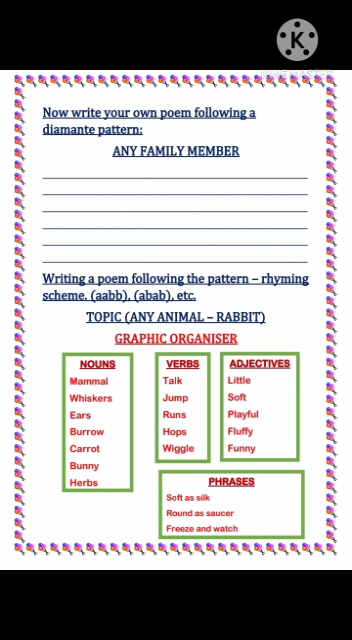 K
KINEMASTER
Now write your own poem following a
diamante pattern:
ANY FAMILY MEMBER
Writing a poem following the pattern – rhyming
scheme. (aabb), (abab), etc.
TOPIC (ANY ANIMAL – RABBIT)
GRAPHIC ORGANISER
NOUNS
Mammal
Whiskers
Ears
Burrow
Carrot
Bunny
Herbs
VERBS
Talk
Jump
Runs
Hops
Wiggle
ADJECTIVES
Little
Soft
Playful
Fluffy
Funny
PHRASES
Soft as silk
Round as saucer
Freeze and watch